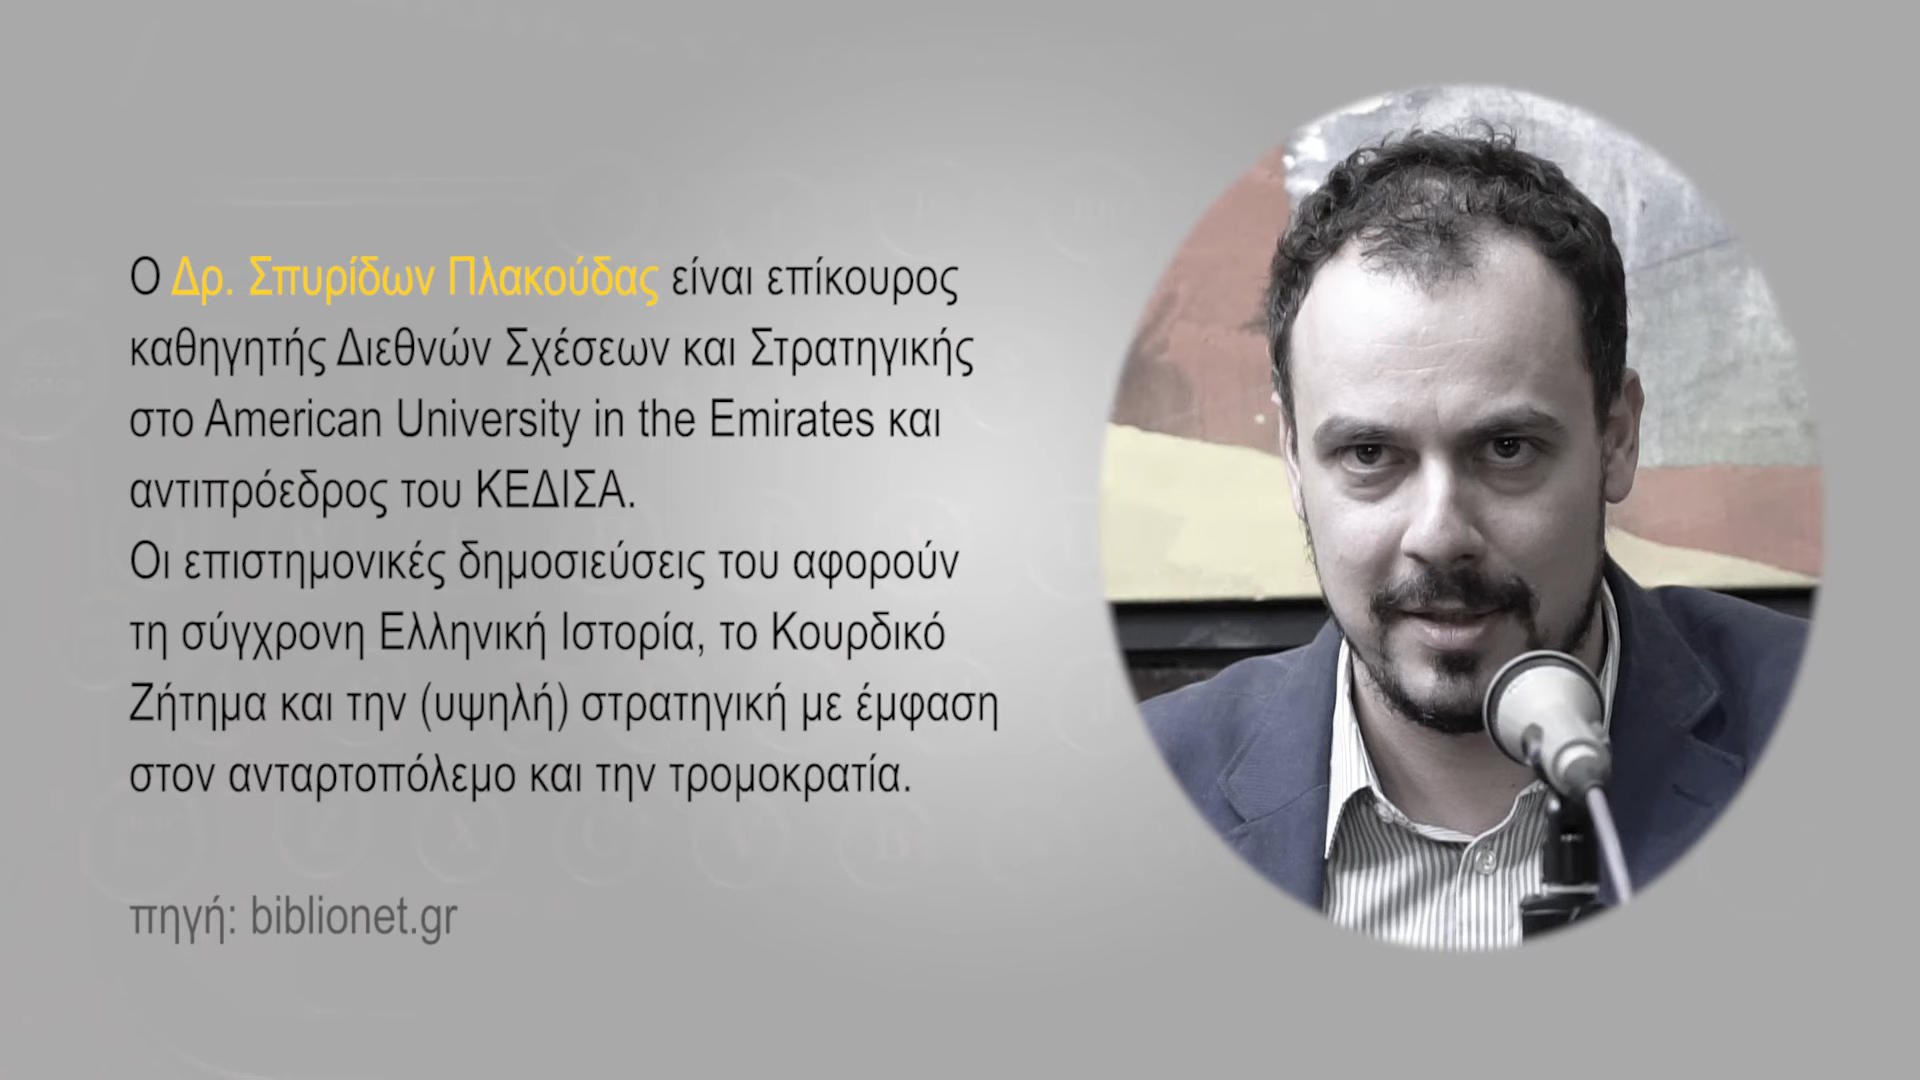 Ο Δρ. Σπυρίδων Πλακούδας είναι επίκουρος
καθηγητής Διεθνών Σχέσεων και Στρατηγικής
στο American University in the Emirates και
αντιπρόεδρος του ΚΕΔΙΣΑ.
Οι επιστημονικές δημοσιεύσεις του αφορούν
τη σύγχρονη Ελληνική Ιστορία, το Κουρδικό
Ζήτημα και την (υψηλή) στρατηγική με έμφαση
στον ανταρτοπόλεμο και την τρομοκρατία.
πηγή: biblionet.gr